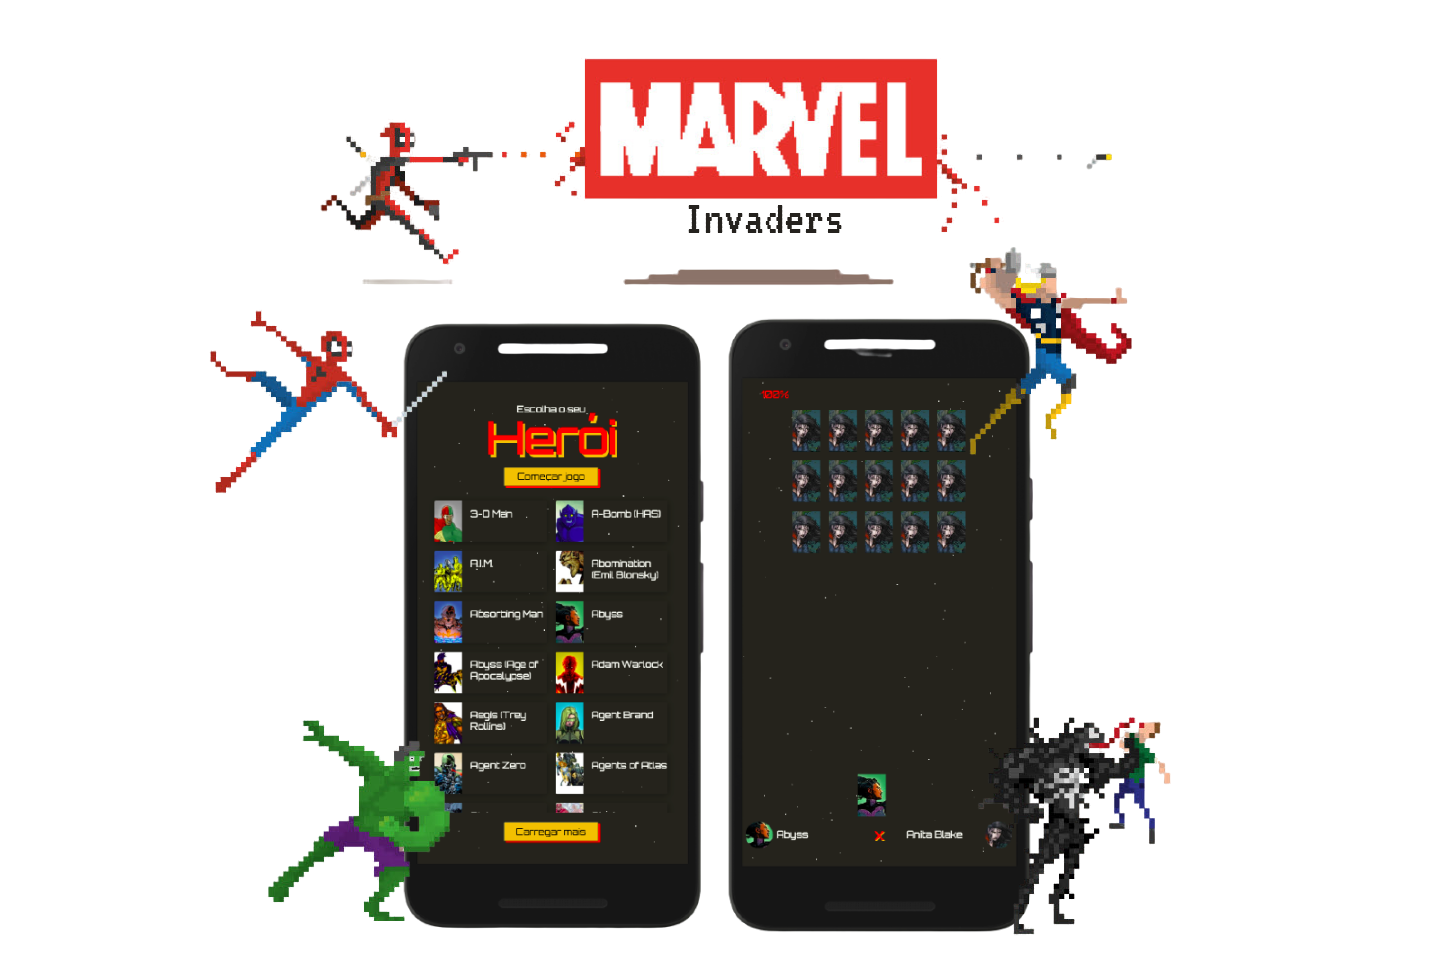 MARVEL
Invaders
Escolha o seu
Herói
Começar jogo
3-D Man
A-Bomb (HAS)
A.I.M.
Abomination
(Emil Blonsky)
Absorbing Man
Abyss
Abyss (Age of
Apocalypse)
Adam Warlock
Aegis (Trey
Rollins)
Agent Brand
Agent Zero
Agents of Atlas
Carregar mais
100%
Abyss
X
Anita Blake